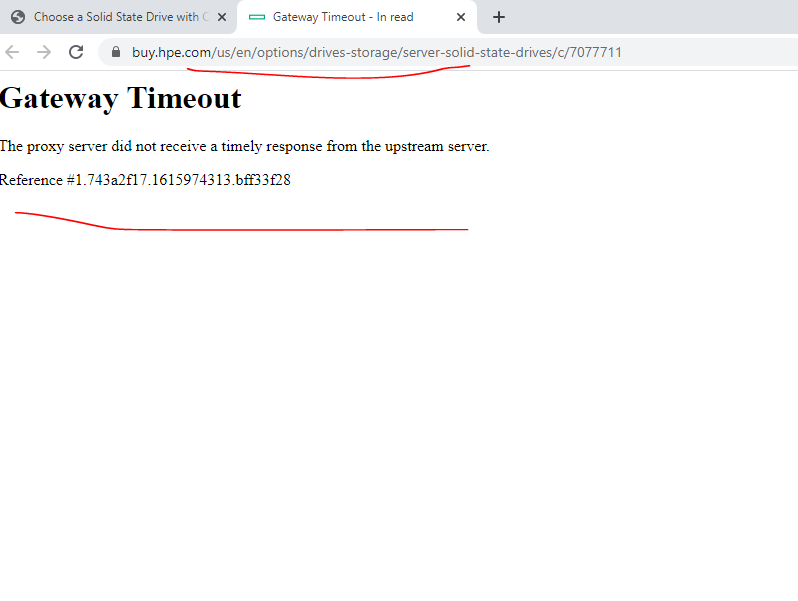 Choose a Solid State Drive with
Gateway Timeout - In read
buy.hpe.com/us/en/options/drives-storage/server-solid-state-drives/c/7077711
Gateway Timeout
The proxy server did not receive a timely response from the upstream server.
Reference #1.743a2f17.1615974313.bff33f28